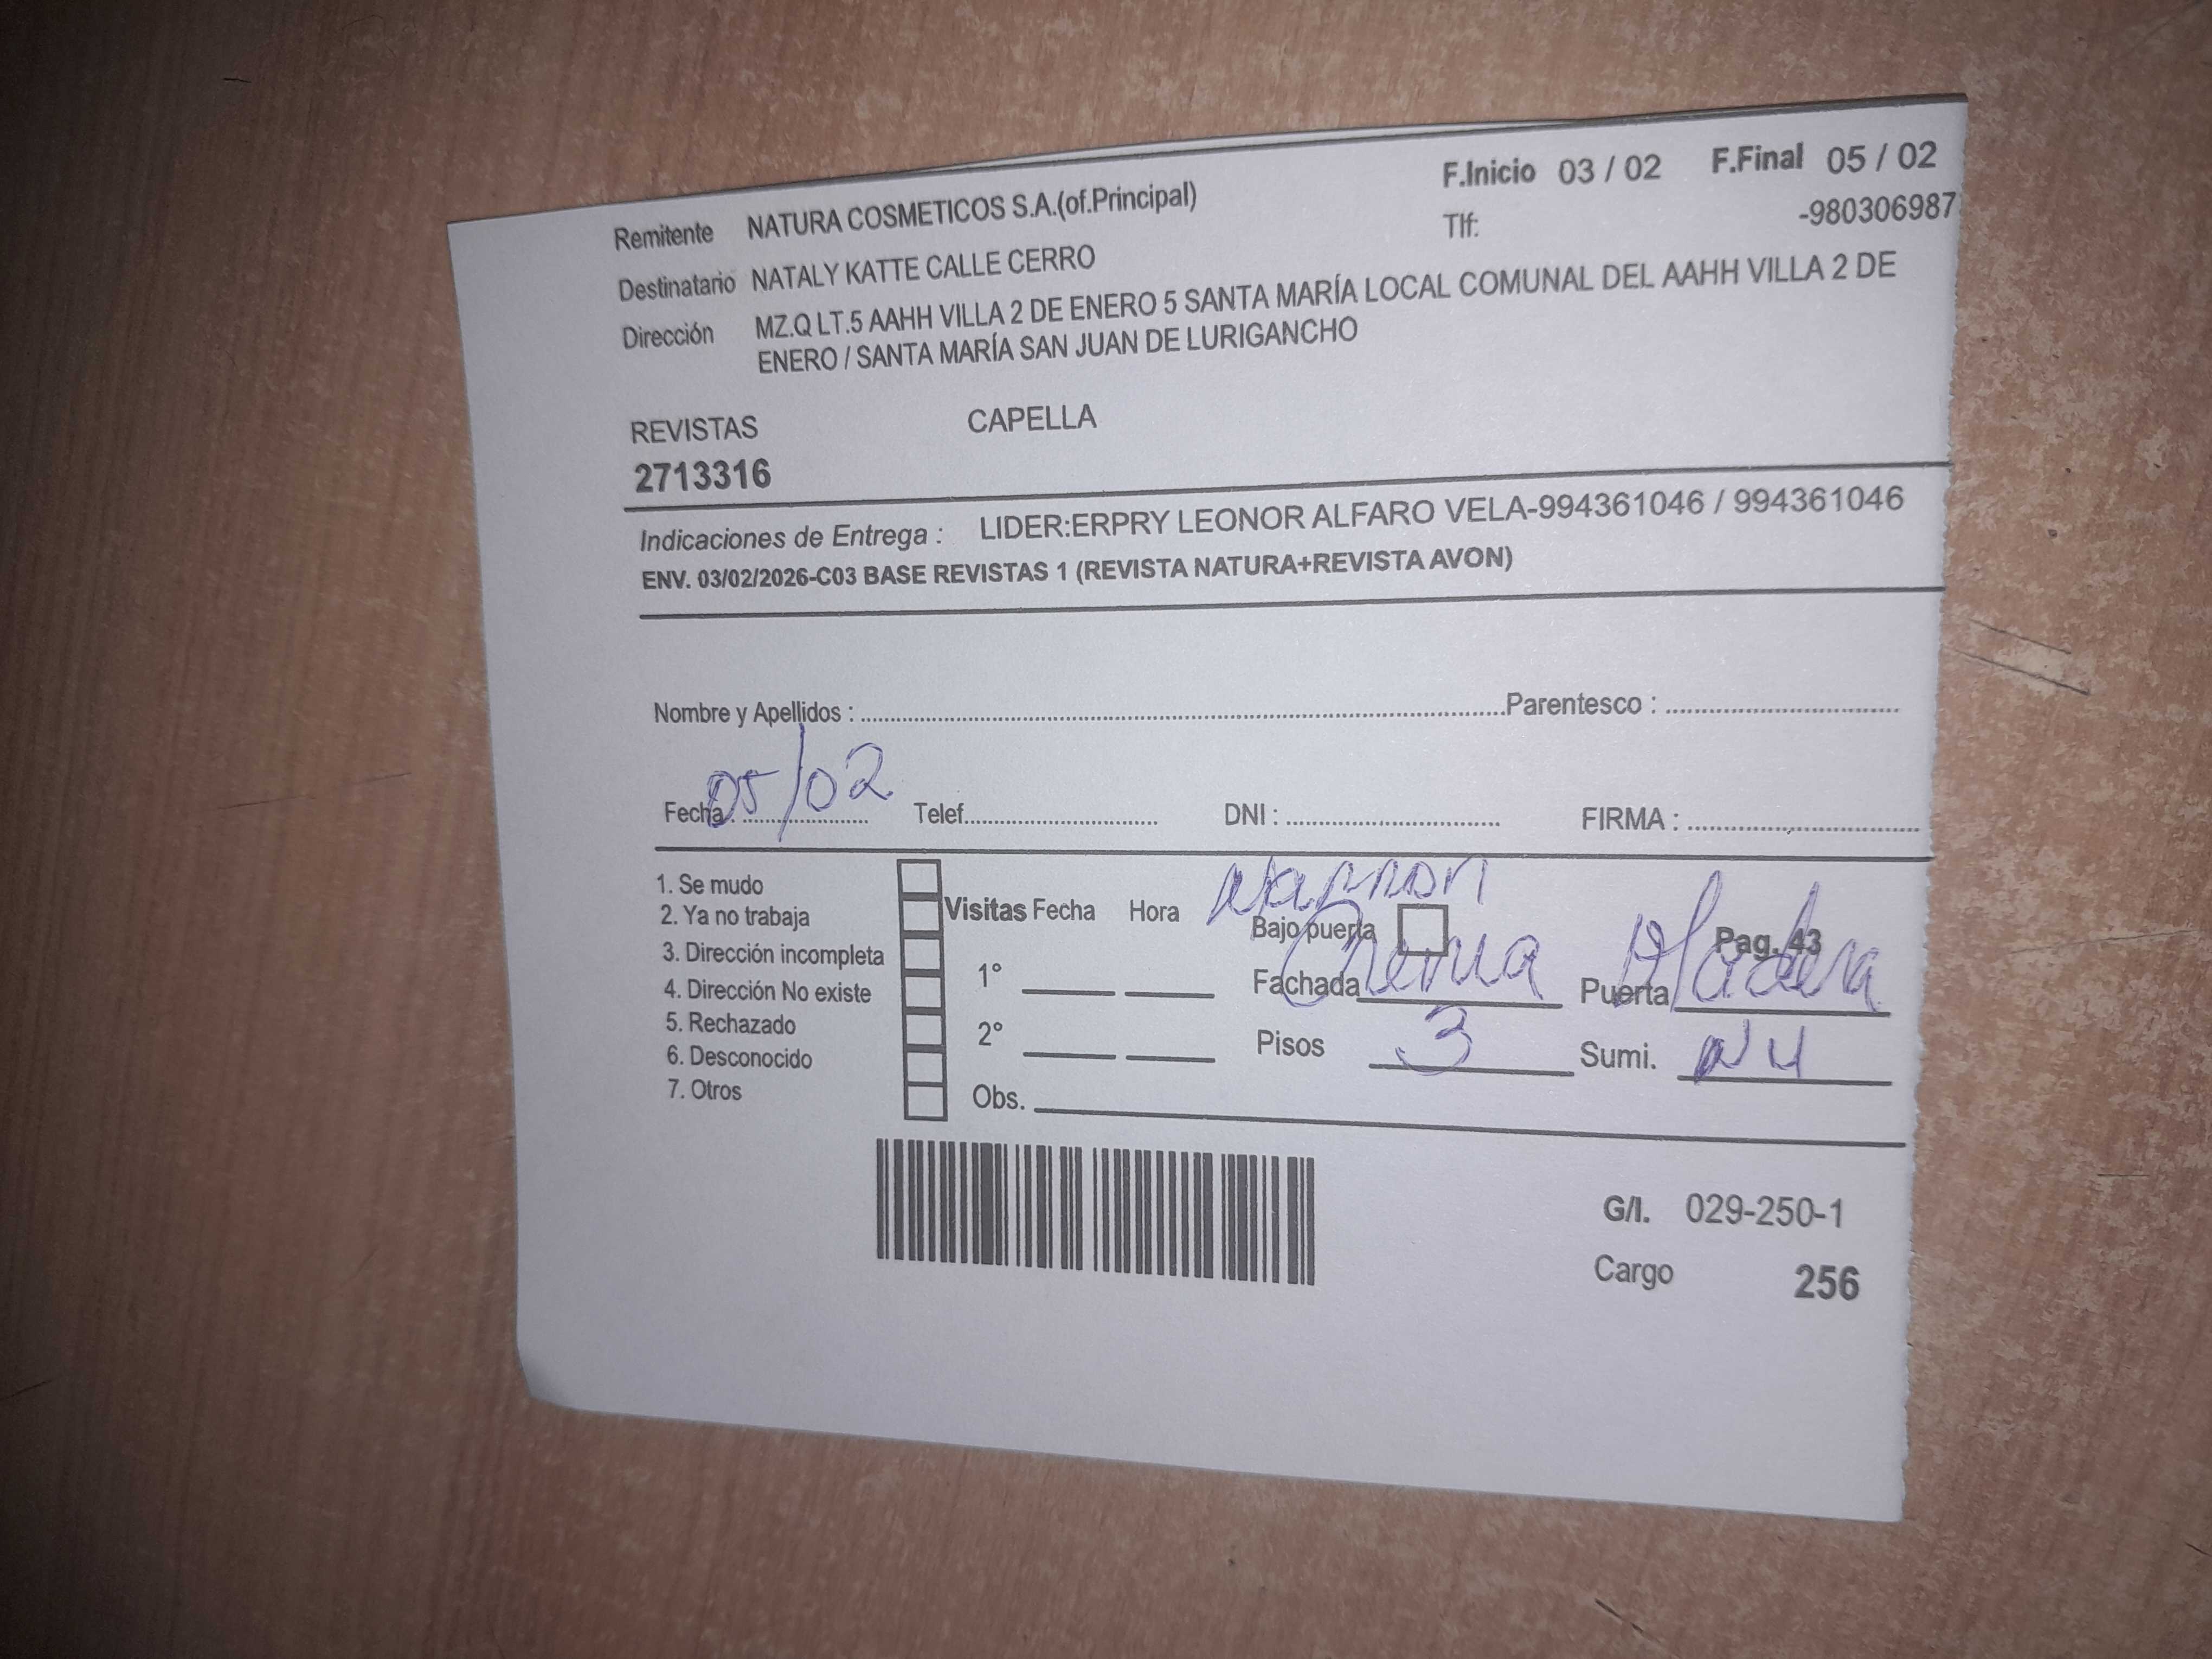 Remitente NATURA COSMETICOS S.A.(of.Principal) F.Inicio 03 / 02 F.Final 05 / 02
Tlf: -980306987
Destinatario NATALY KATTE CALLE CERRO
Dirección MZ.Q LT.5 AAHH VILLA 2 DE ENERO 5 SANTA MARÍA LOCAL COMUNAL DEL AAHH VILLA 2 DE
ENERO / SANTA MARÍA SAN JUAN DE LURIGANCHO
REVISTAS CAPELLA
2713316
Indicaciones de Entrega : LIDER:ERPRY LEONOR ALFARO VELA-994361046 / 994361046
ENV. 03/02/2026-C03 BASE REVISTAS 1 (REVISTA NATURA+REVISTA AVON)
Nombre y Apellidos : Parentesco :
Fecha : 05/02 Telef. DNI : FIRMA :
1. Se mudo
2. Ya no trabaja
3. Dirección incompleta
4. Dirección No existe
5. Rechazado
6. Desconocido
7. Otros
Visitas Fecha Hora
1°
2°
Obs.
Bajo puerta Pag. 43
Fachada Crema Puerta Madera
Pisos 3 Sumi.
G/I. 029-250-1
Cargo 256